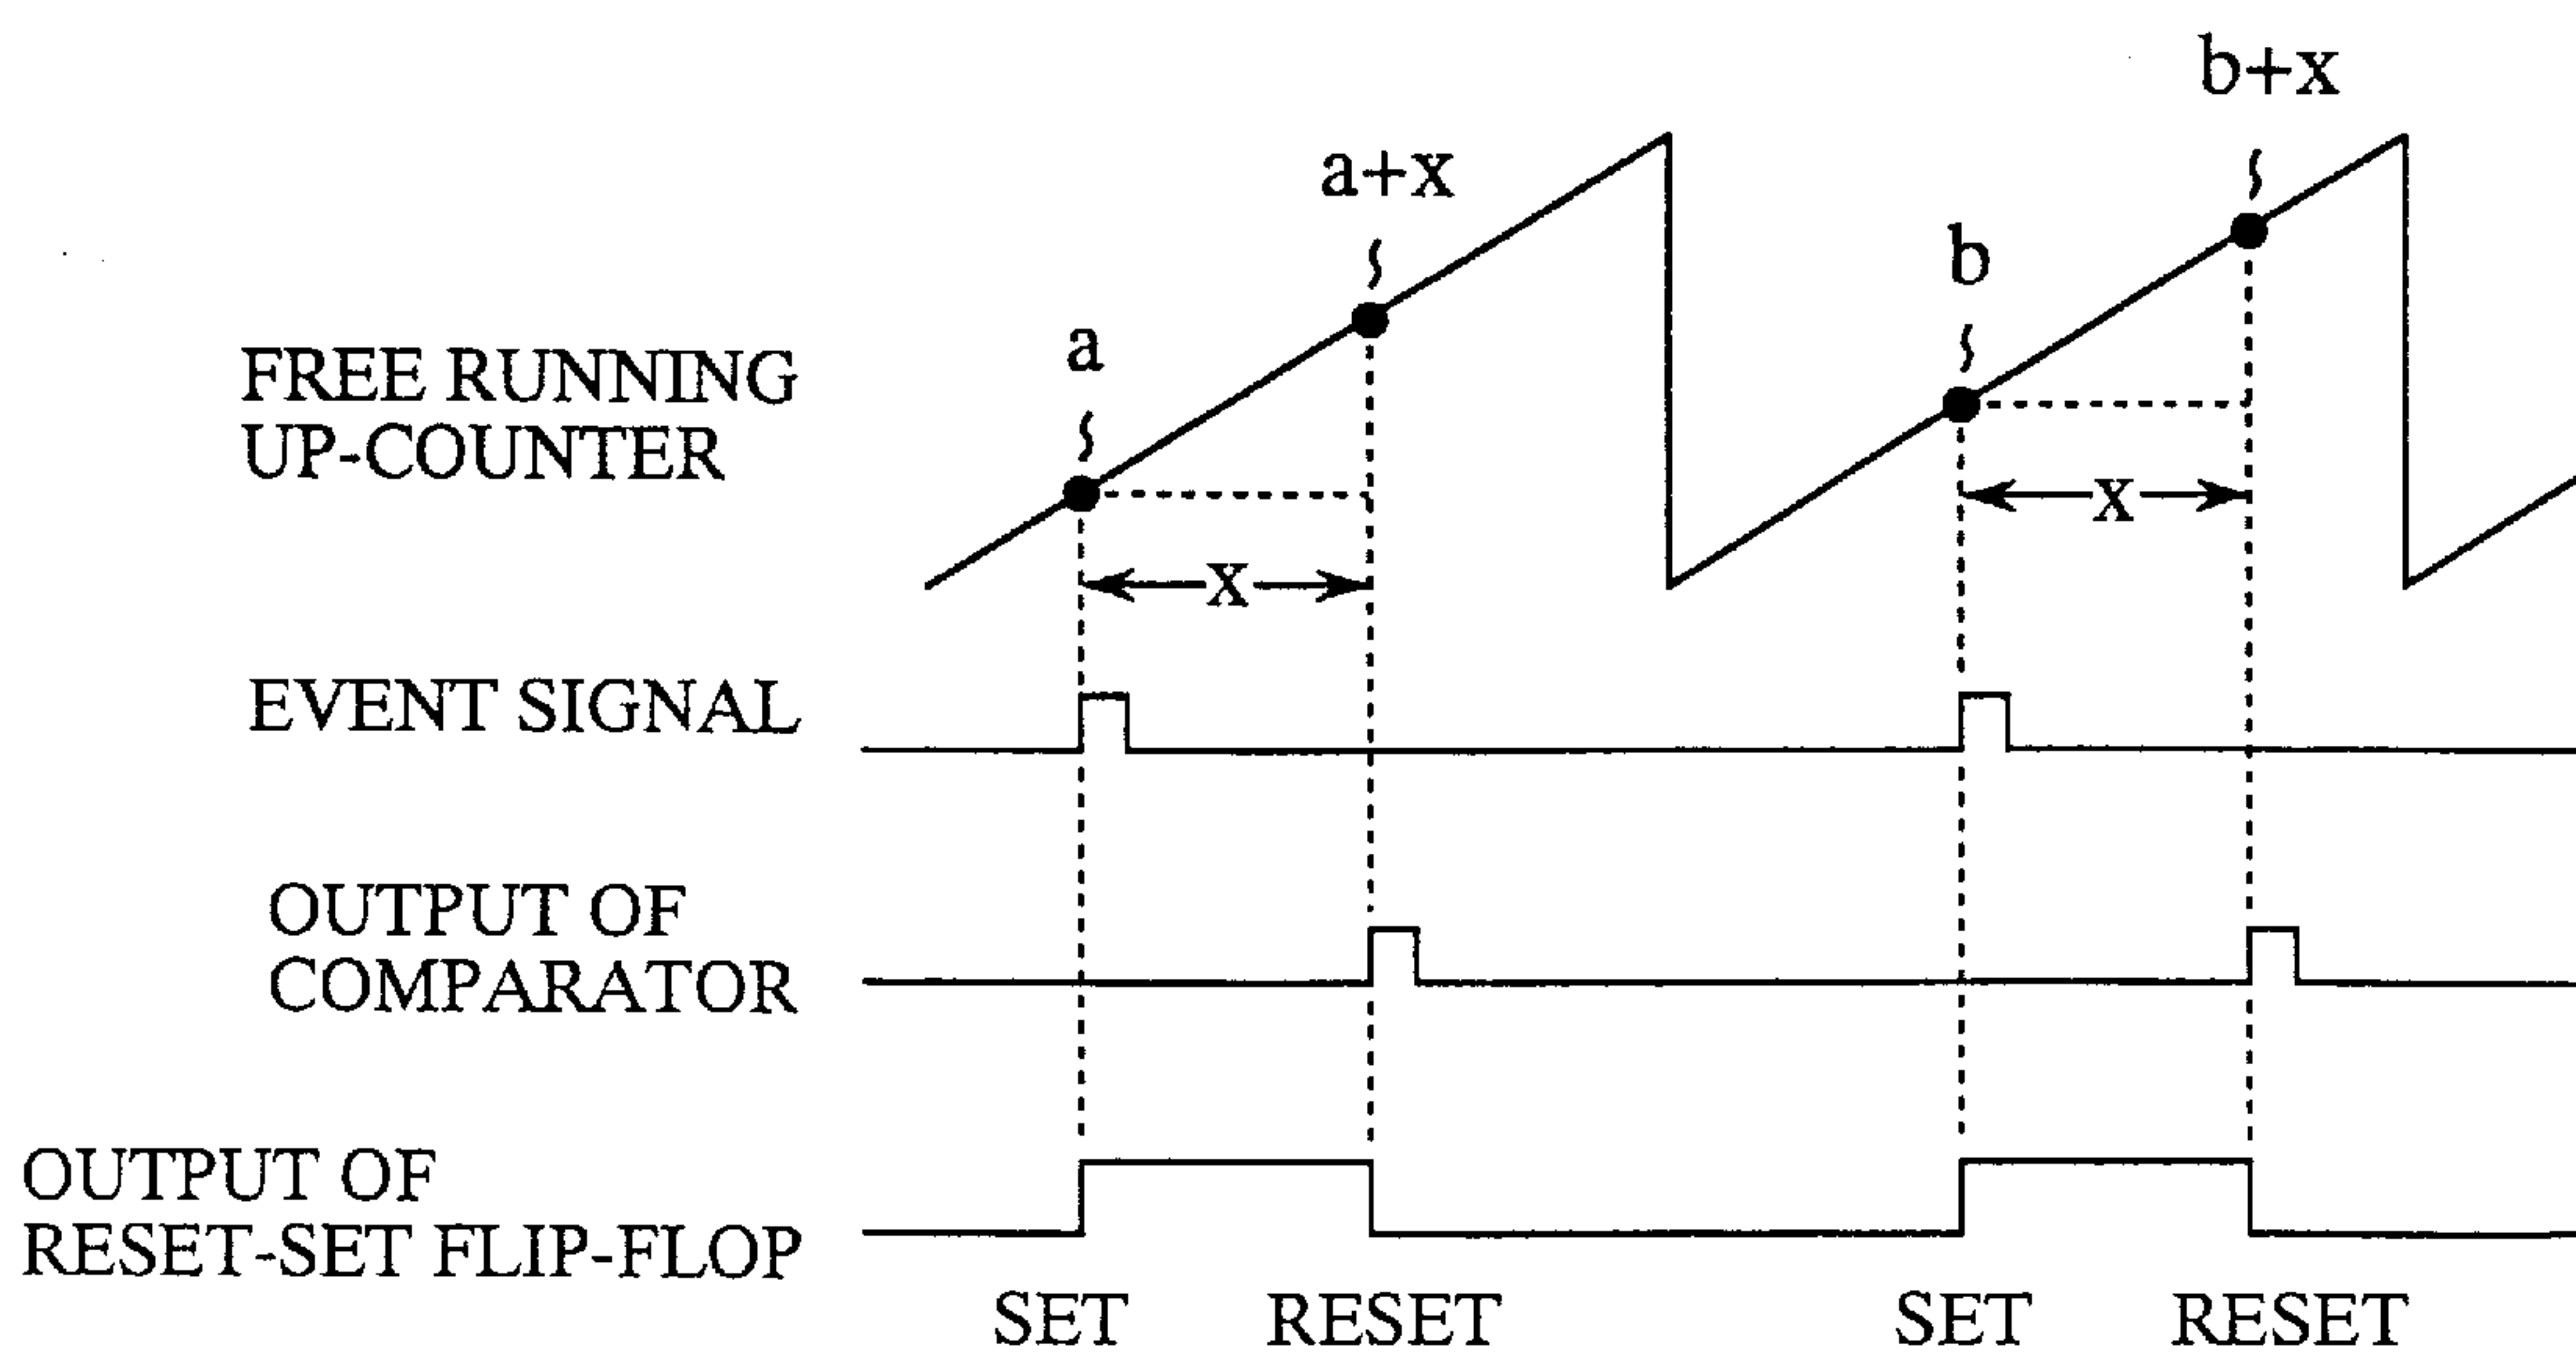 b+x
a+x
b
a
FREE RUNNING
UP-COUNTER
x
x
EVENT SIGNAL
OUTPUT OF
COMPARATOR
OUTPUT OF
RESET-SET FLIP-FLOP
SET RESET SET RESET